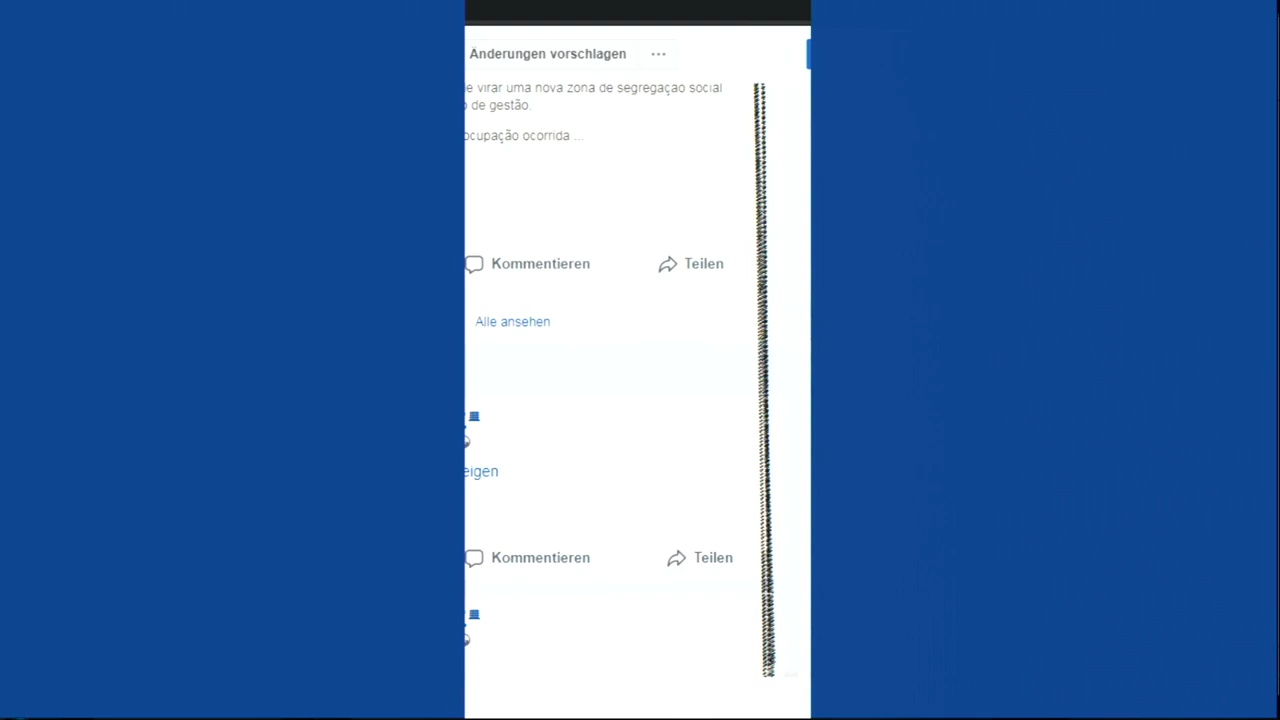 Änderungen vorschlagen ...
e virar uma nova zona de segregação social
de gestão.
ocupação ocorrida ...
Kommentieren
Teilen
Alle ansehen
eigen
Kommentieren
Teilen